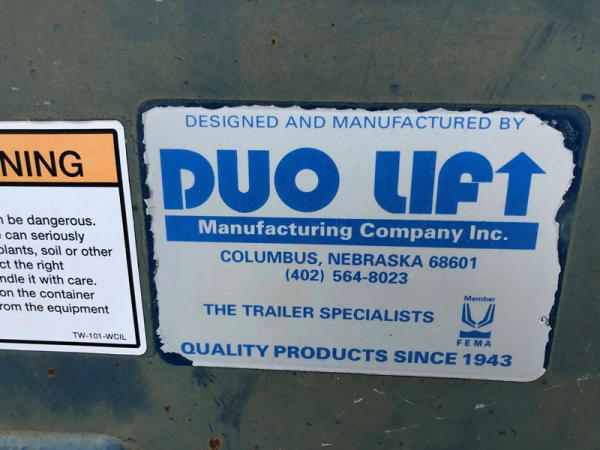 NING
n be dangerous.
can seriously
plants, soil or other
ct the right
ndle it with care.
on the container
rom the equipment
TW-101-WCIL
DESIGNED AND MANUFACTURED BY
DUO LIFT
Manufacturing Company Inc.
COLUMBUS, NEBRASKA 68601
(402) 564-8023
THE TRAILER SPECIALISTS
Member
FEMA
QUALITY PRODUCTS SINCE 1943